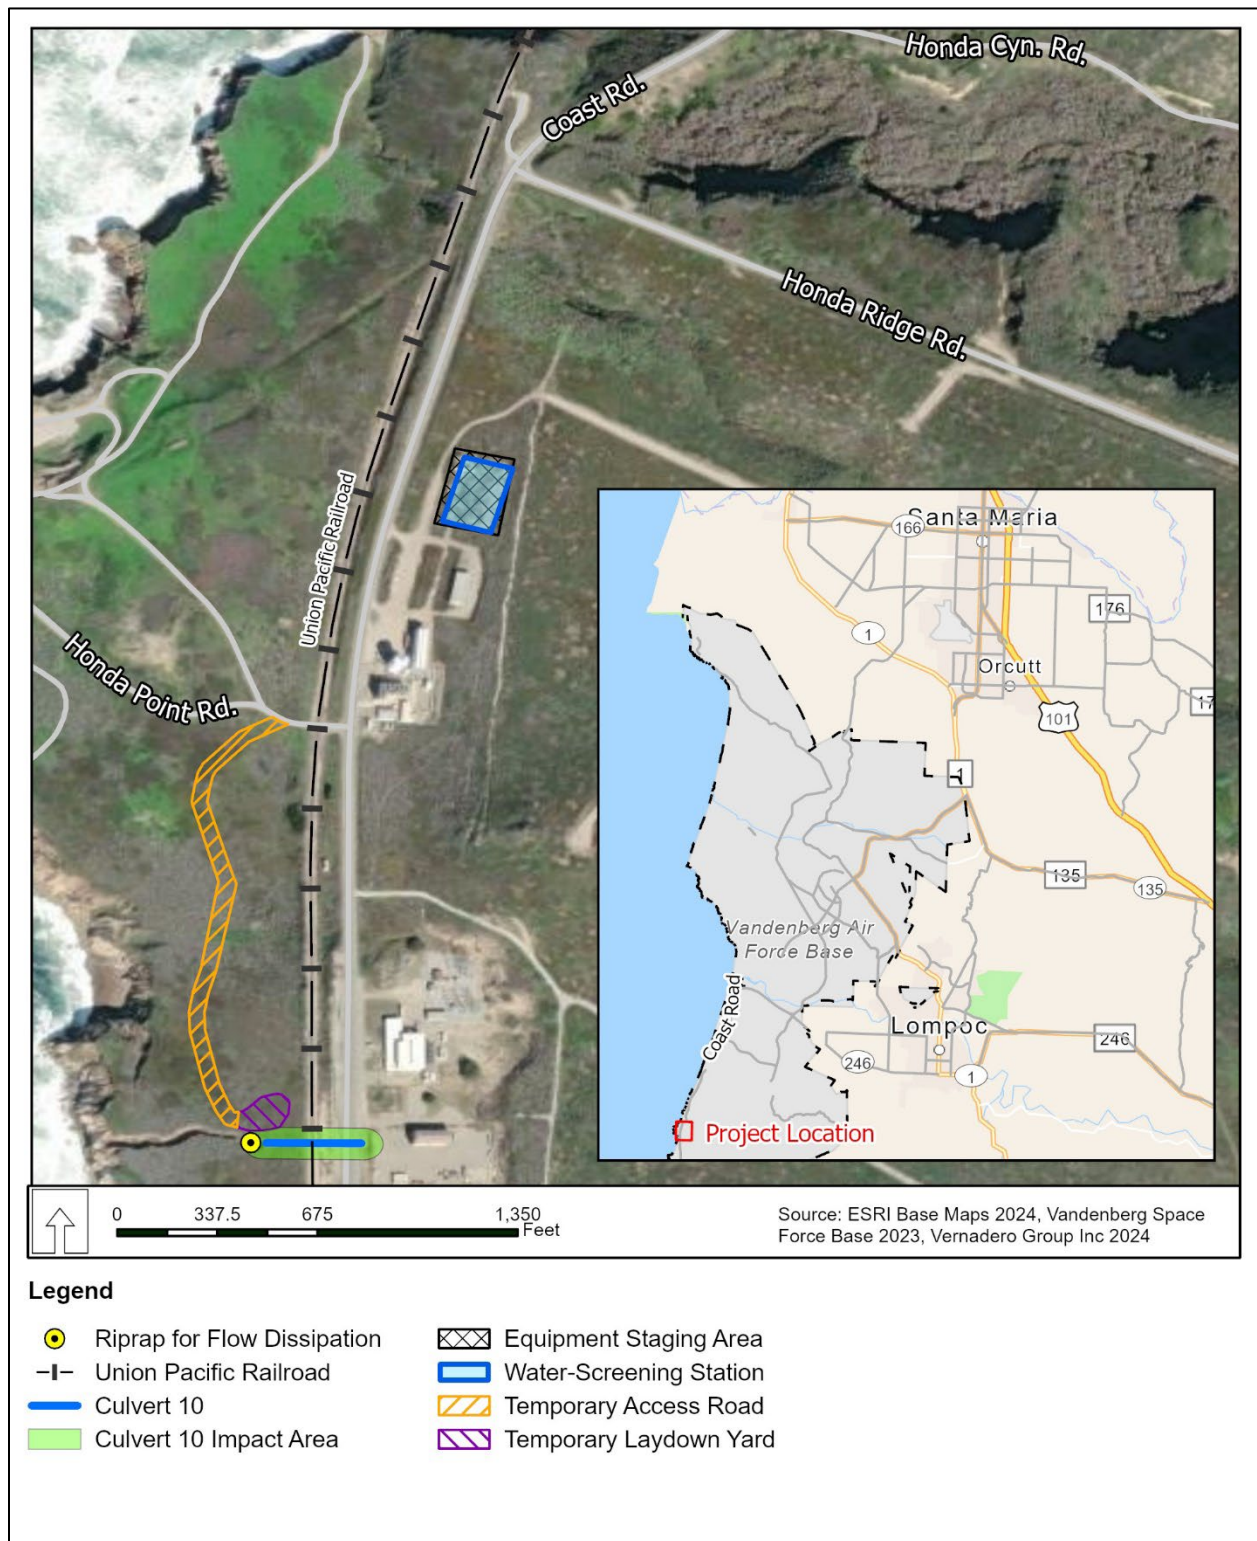 Honda Cyn. Rd.
Coast Rd.
Honda Ridge Rd.
Union Pacific Railroad
Honda Point Rd.
Santa Maria
166
176
1
Orcutt
101
1
135
135
Vandenberg Air
Force Base
Coast Road
Lompoc
246
246
1
Project Location
0 337.5 675 1,350
Feet
Source: ESRI Base Maps 2024, Vandenberg Space
Force Base 2023, Vernadero Group Inc 2024
Legend
Riprap for Flow Dissipation
Union Pacific Railroad
Culvert 10
Culvert 10 Impact Area
Equipment Staging Area
Water-Screening Station
Temporary Access Road
Temporary Laydown Yard